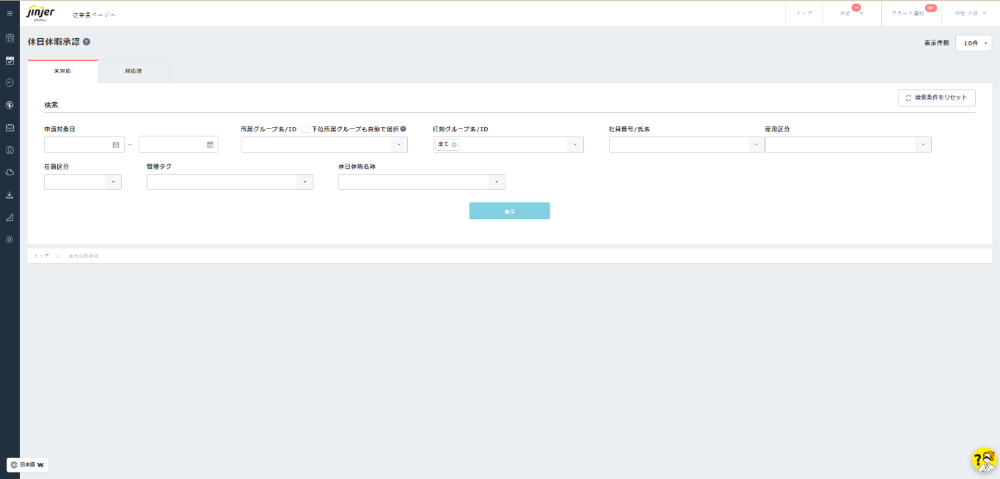 jinjer
ジンジャー
従業員ページへ
トップ
承認
74
アラート通知
99+
神社 太郎
15
休日休暇承認 ?
表示件数
10件
未対応
対応済
検索
検索条件をリセット
申請対象日
~
所属グループ名/ID
下位所属グループも自動で選択 ?
打刻グループ名/ID
全て
社員番号/氏名
雇用区分
在籍区分
管理タグ
休日休暇名称
表示
トップ / 休日休暇承認
日本語 W.
?